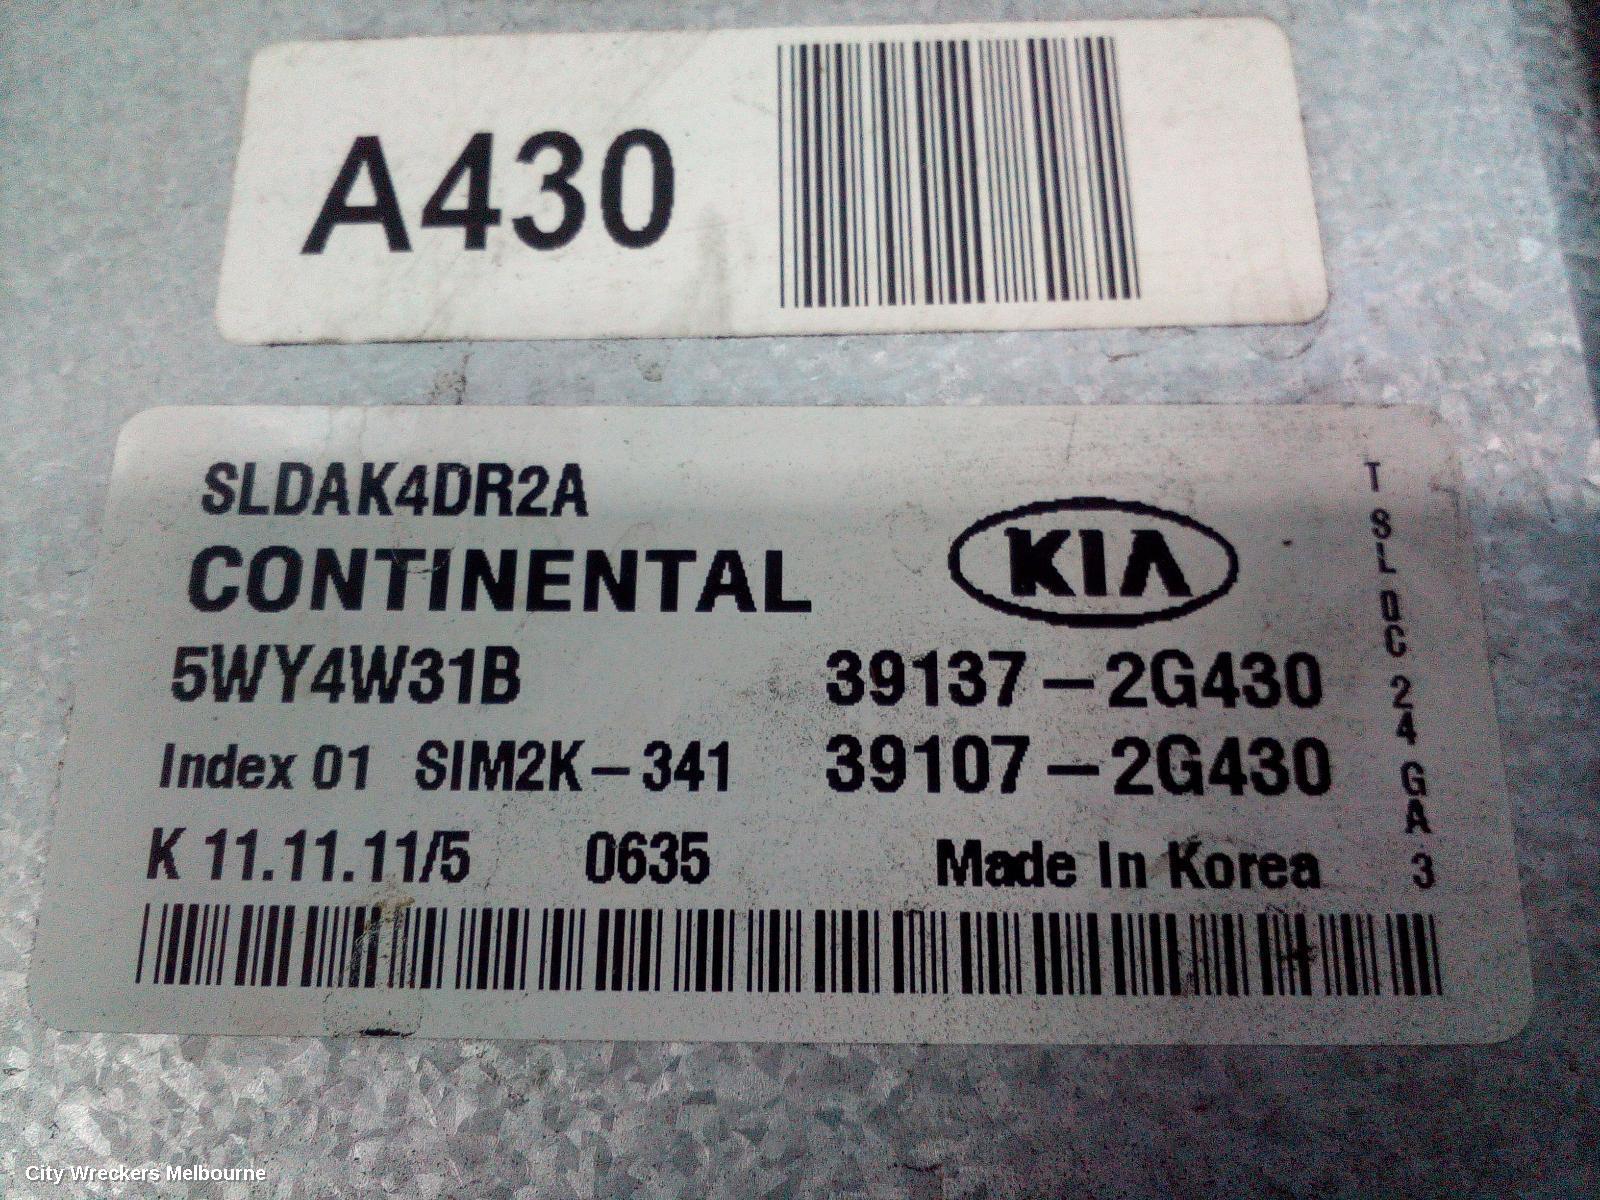 A430
SLDAK4DR2A
CONTINENTAL
KIA
5WY4W31B
39137-2G430
Index 01 SIM2K-341
39107-2G430
K 11.11.11/5 0635 Made In Korea
TSLDC24GA3
City Wreckers Melbourne